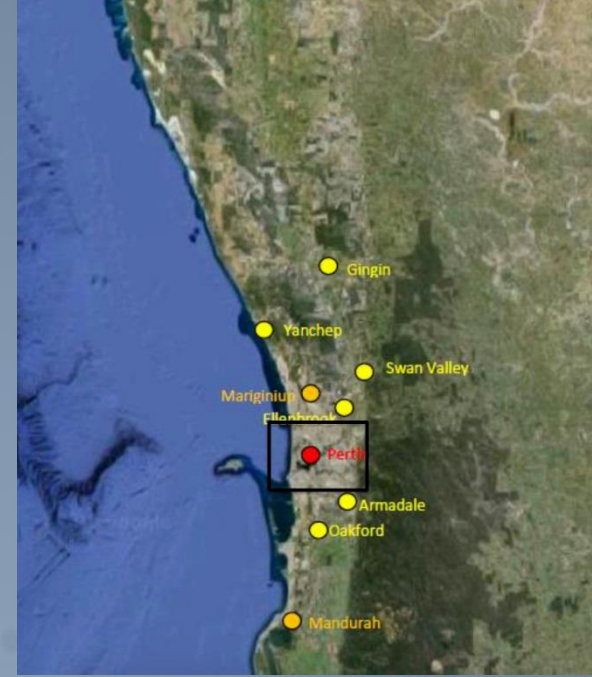 Gingin
Yanchep
Swan Valley
Mariginiup
Ellenbrook
Perth
Armadale
Oakford
Mandurah